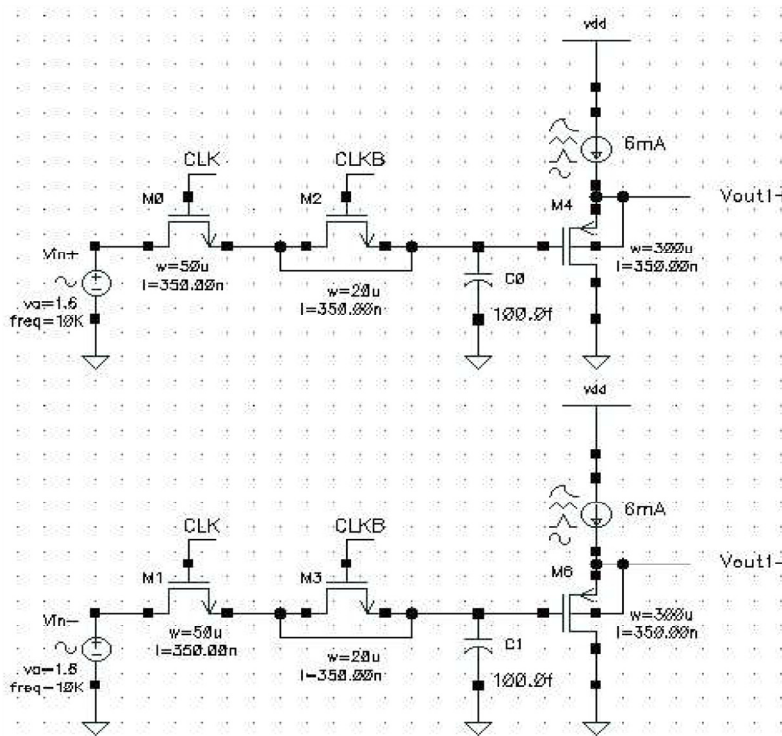 vdd
6mA
CLK
CLKB
Vout1-
M0
M2
M4
Vin+
w=50u
l=350.00n
w=20u
l=350.00n
C0
w=300u
l=350.00n
va=1.6
freq=10K
100.0f
vdd
6mA
CLK
CLKB
Vout1-
M1
M3
M6
Vin-
w=50u
l=350.00n
w=20u
l=350.00n
C1
w=300u
l=350.00n
va=1.6
freq=10K
100.0f